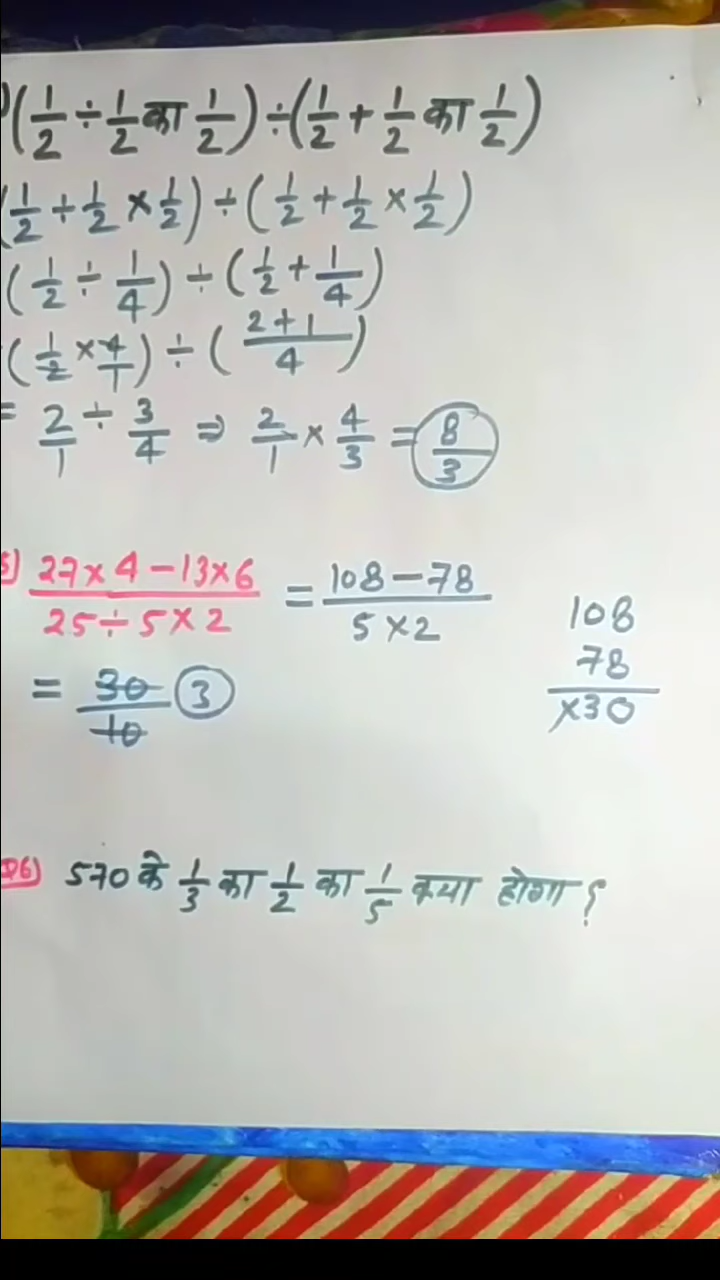 ) (1/2 ÷ 1/2 का 1/2) ÷ (1/2 + 1/2 का 1/2)
(1/2 ÷ 1/2 × 1/2) ÷ (1/2 + 1/2 × 1/2)
(1/2 ÷ 1/4) ÷ (1/2 + 1/4)
(1/2 × 4/1) ÷ (2+1/4)
= 2/1 ÷ 3/4 ⇒ 2/1 × 4/3 = 8/3
5) 27×4-13×6/25÷5×2 = 108-78/5×2
= 30/10 3
108
78
×30
Q6) 570 के 1/3 का 1/2 का 1/5 क्या होगा ?